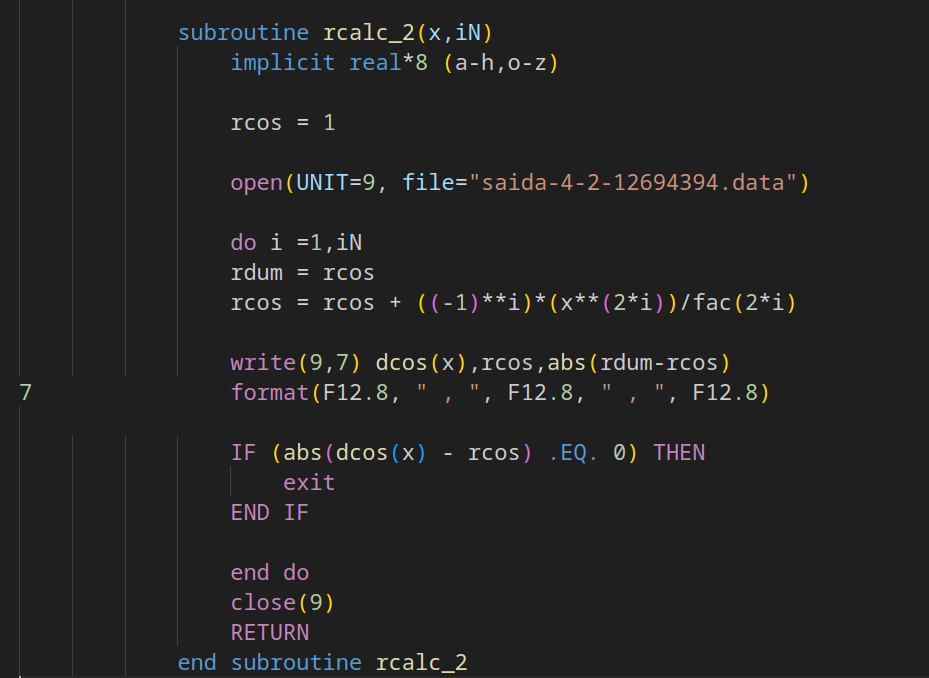 subroutine rcalc_2(x,iN)
implicit real*8 (a-h,o-z)
rcos = 1
open(UNIT=9, file="saida-4-2-12694394.data")
do i =1,iN
rdum = rcos
rcos = rcos + ((-1)**i)*(x**(2*i))/fac(2*i)
write(9,7) dcos(x),rcos,abs(rdum-rcos)
7 format(F12.8, " , ", F12.8, " , ", F12.8)
IF (abs(dcos(x) - rcos) .EQ. 0) THEN
exit
END IF
end do
close(9)
RETURN
end subroutine rcalc_2